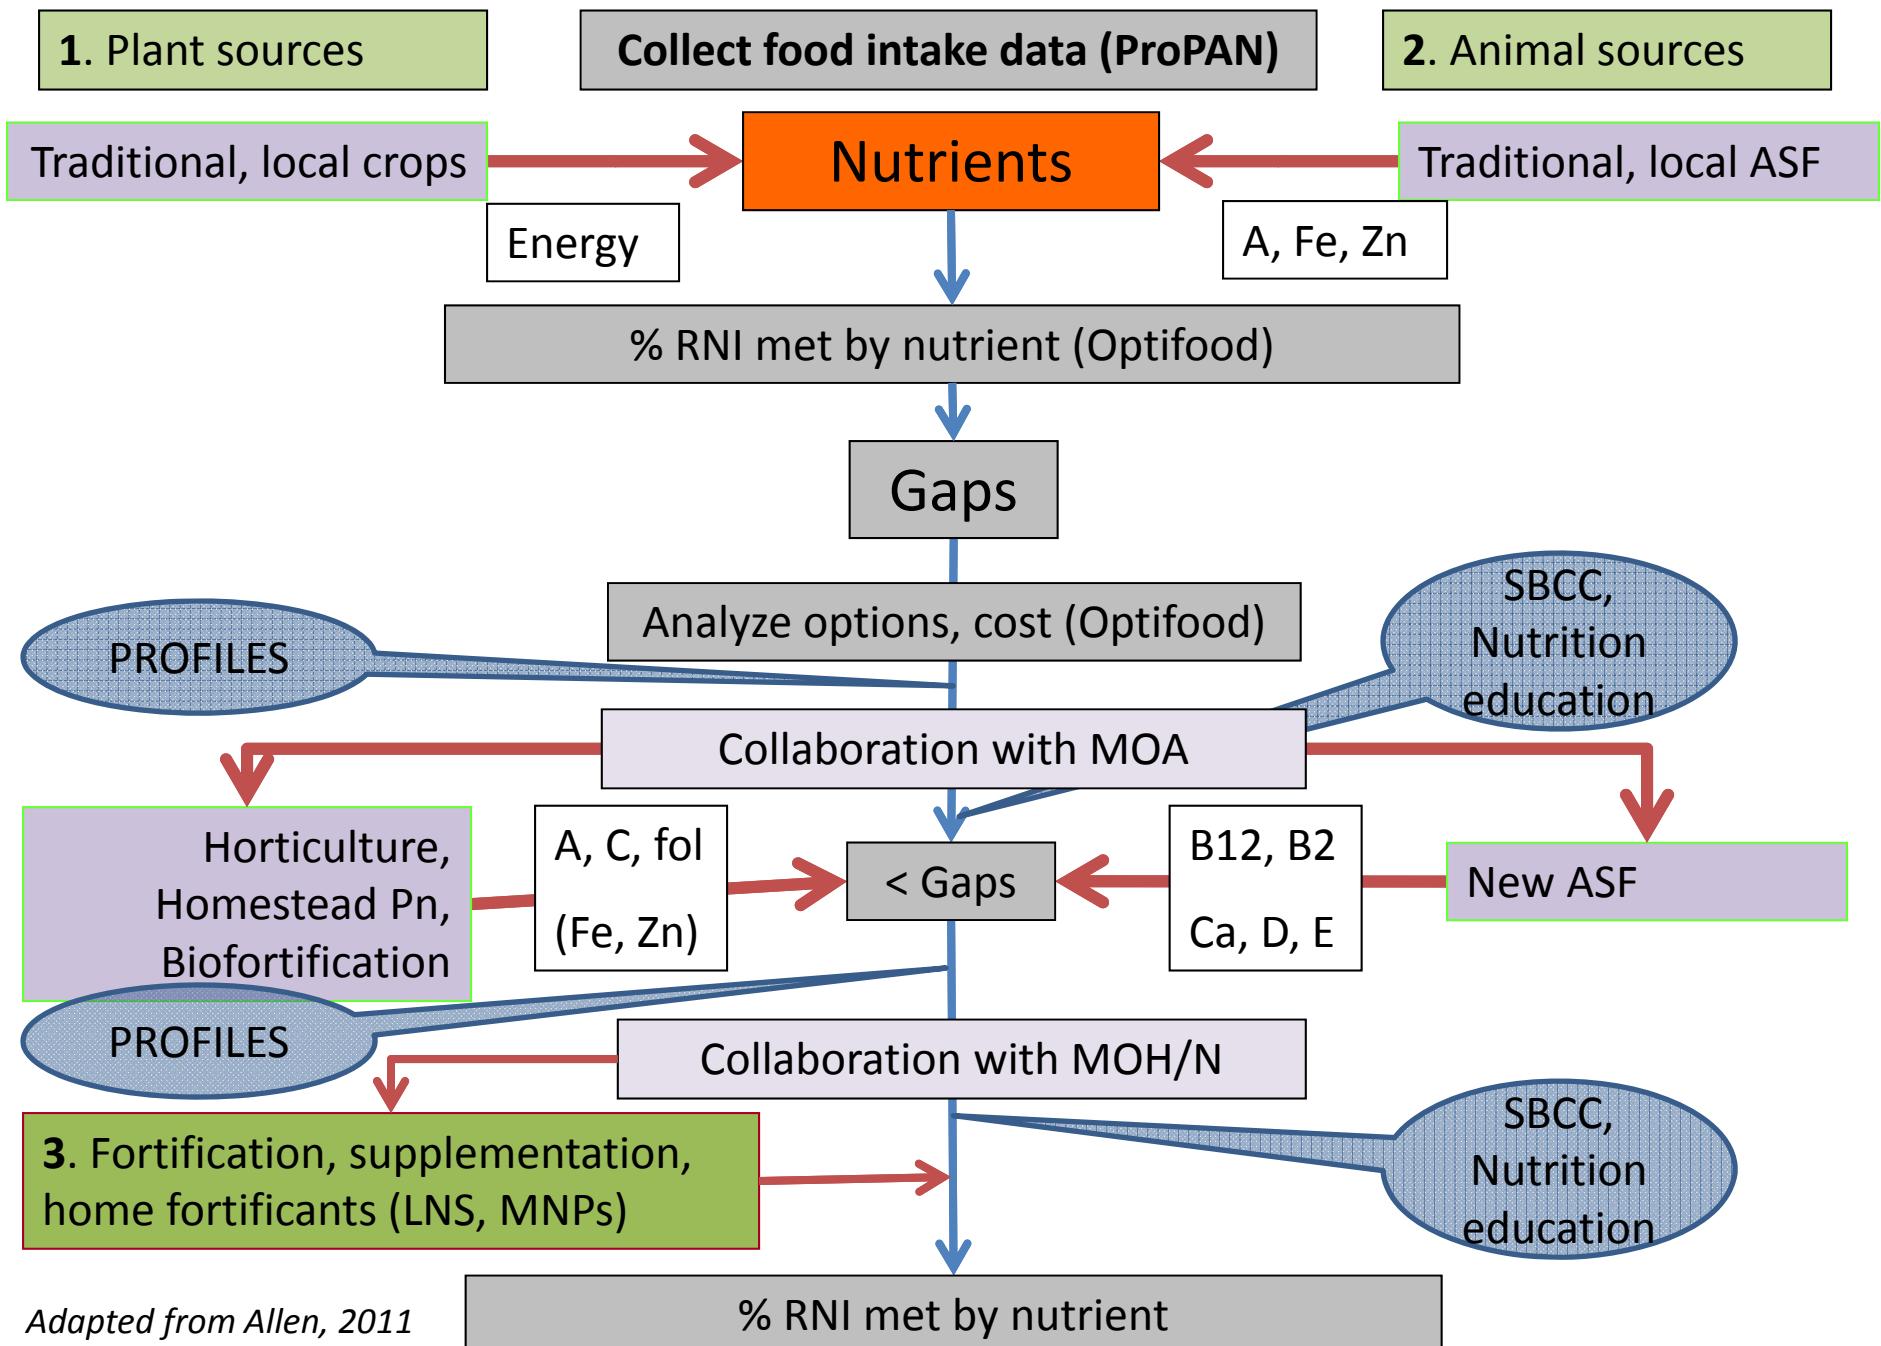 1. Plant sources
Collect food intake data (ProPAN)
2. Animal sources
Traditional, local crops
Nutrients
Traditional, local ASF
Energy
A, Fe, Zn
% RNI met by nutrient (Optifood)
Gaps
Analyze options, cost (Optifood)
PROFILES
SBCC,
Nutrition
education
Collaboration with MOA
Horticulture,
Homestead Pn,
Biofortification
A, C, fol
(Fe, Zn)
< Gaps
B12, B2
Ca, D, E
New ASF
PROFILES
Collaboration with MOH/N
3. Fortification, supplementation,
home fortificants (LNS, MNPs)
SBCC,
Nutrition
education
% RNI met by nutrient
Adapted from Allen, 2011